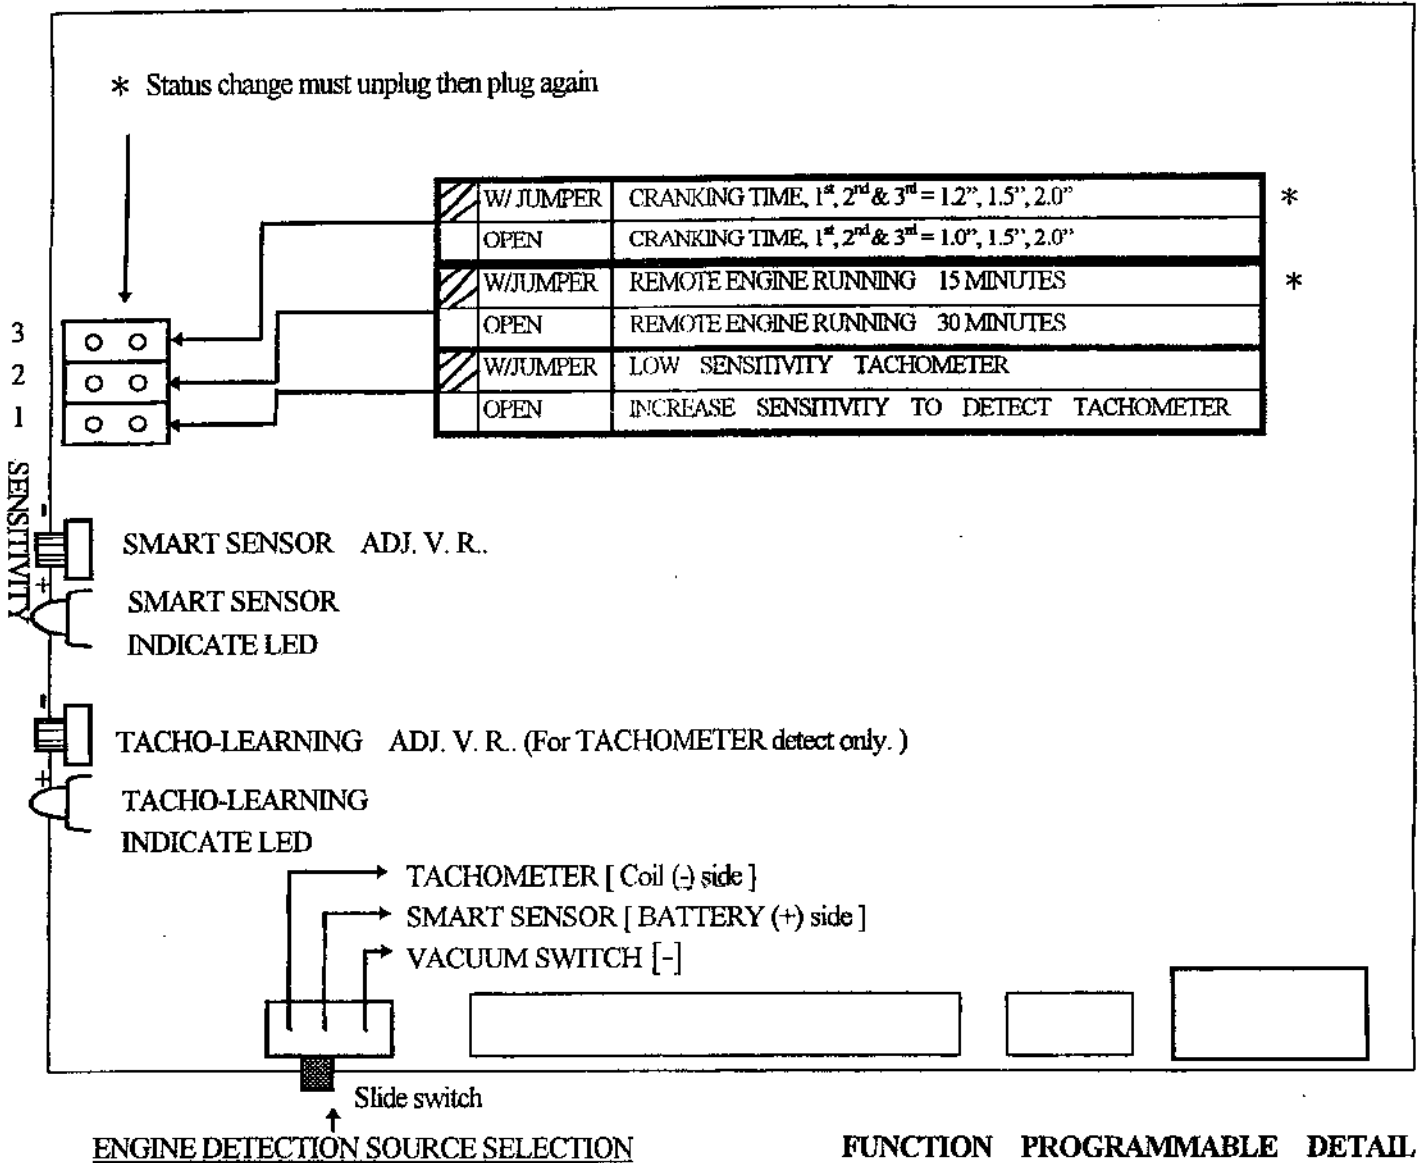 * Status change must unplug then plug again
W/ JUMPER CRANKING TIME, 1st, 2nd & 3rd = 1.2”, 1.5”, 2.0” *
OPEN CRANKING TIME, 1st, 2nd & 3rd = 1.0”, 1.5”, 2.0”
W/JUMPER REMOTE ENGINE RUNNING 15 MINUTES *
OPEN REMOTE ENGINE RUNNING 30 MINUTES
W/JUMPER LOW SENSITIVITY TACHOMETER
OPEN INCREASE SENSITIVITY TO DETECT TACHOMETER
3
2
1
SENSITIVITY
-
SMART SENSOR ADJ. V. R..
+
SMART SENSOR
INDICATE LED
-
TACHO-LEARNING ADJ. V. R.. (For TACHOMETER detect only. )
+
TACHO-LEARNING
INDICATE LED
TACHOMETER [ Coil (-) side ]
SMART SENSOR [ BATTERY (+) side ]
VACUUM SWITCH [-]
Slide switch
ENGINE DETECTION SOURCE SELECTION
FUNCTION PROGRAMMABLE DETAIL